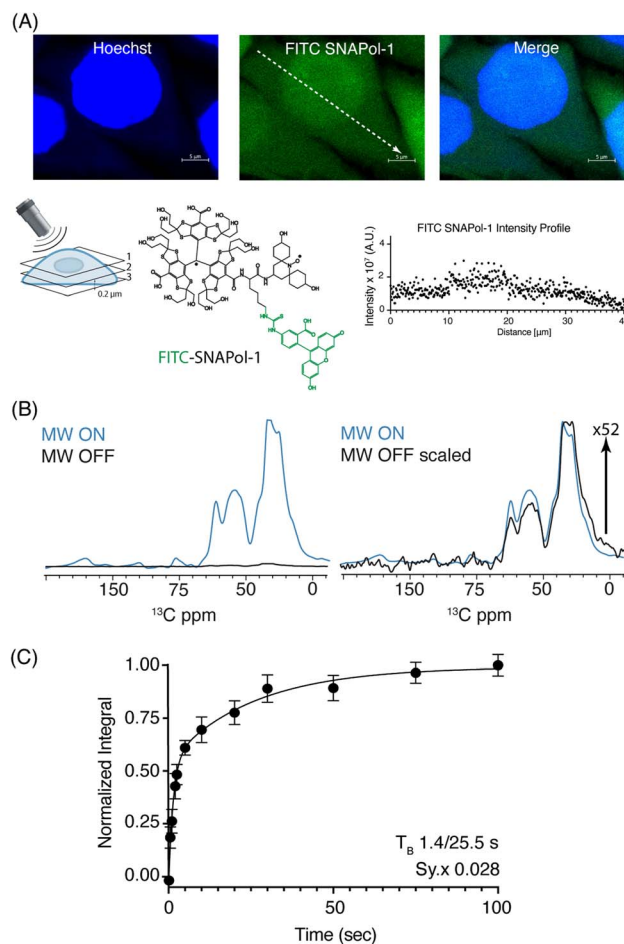 (A)
Hoechst
FITC SNAPol-1
Merge
5 µm
5 µm
5 µm
1
2
3
0.2 µm
FITC-SNAPol-1
FITC SNAPol-1 Intensity Profile
Intensity x 10⁷ (A.U.)
5
4
3
2
1
0
0 10 20 30 40
Distance [µm]
(B)
MW ON
MW OFF
MW ON
MW OFF scaled
x52
150 75 50 0
¹³C ppm
150 75 50 0
¹³C ppm
(C)
Normalized Integral
1.00
0.75
0.50
0.25
0.00
T_B 1.4/25.5 s
Sy.x 0.028
0 50 100
Time (sec)